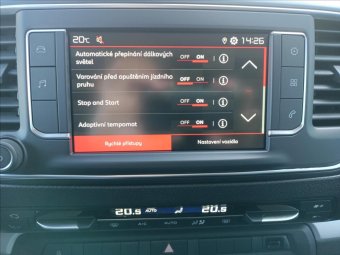 20°C 14:26
Automatické přepínání dálkových
světel OFF ON
Varování před opuštěním jízdního
pruhu OFF ON
Stop and Start OFF ON
Adaptivní tempomat OFF ON
Rychlé přístupy Nastavení vozidla
20.5 AUTO 20.5
A/C